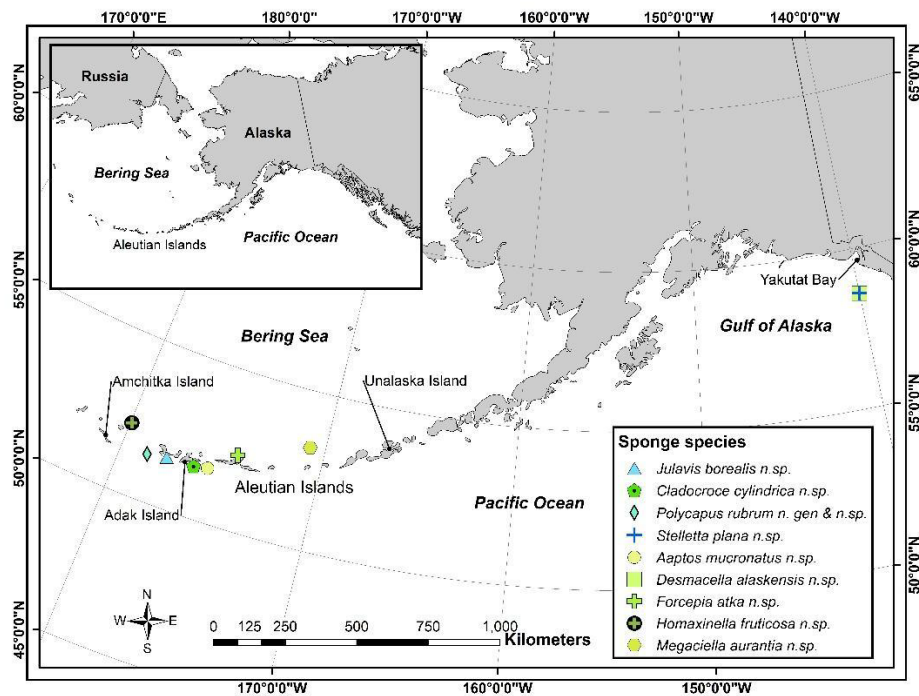 170°0'0"E
180°0'0"
170°0'0"W
160°0'0"W
150°0'0"W
140°0'0"W
60°0'0"N
55°0'0"N
50°0'0"N
45°0'0"N
65°0'0"N
60°0'0"N
55°0'0"N
50°0'0"N
Russia
Alaska
Bering Sea
Aleutian Islands
Pacific Ocean
Yakutat Bay
Gulf of Alaska
Bering Sea
Amchitka Island
Unalaska Island
Adak Island
Aleutian Islands
Pacific Ocean
Sponge species
Julavis borealis n.sp.
Cladocroce cylindrica n.sp.
Polycapus rubrum n. gen & n.sp.
Stelletta plana n.sp.
Aaptos mucronatus n.sp.
Desmacella alaskensis n.sp.
Forcepia atka n.sp.
Homaxinella fruticosa n.sp.
Megaciella aurantia n.sp.
N
W E
S
0 125 250 500 750 1,000
Kilometers
170°0'0"W
160°0'0"W
150°0'0"W